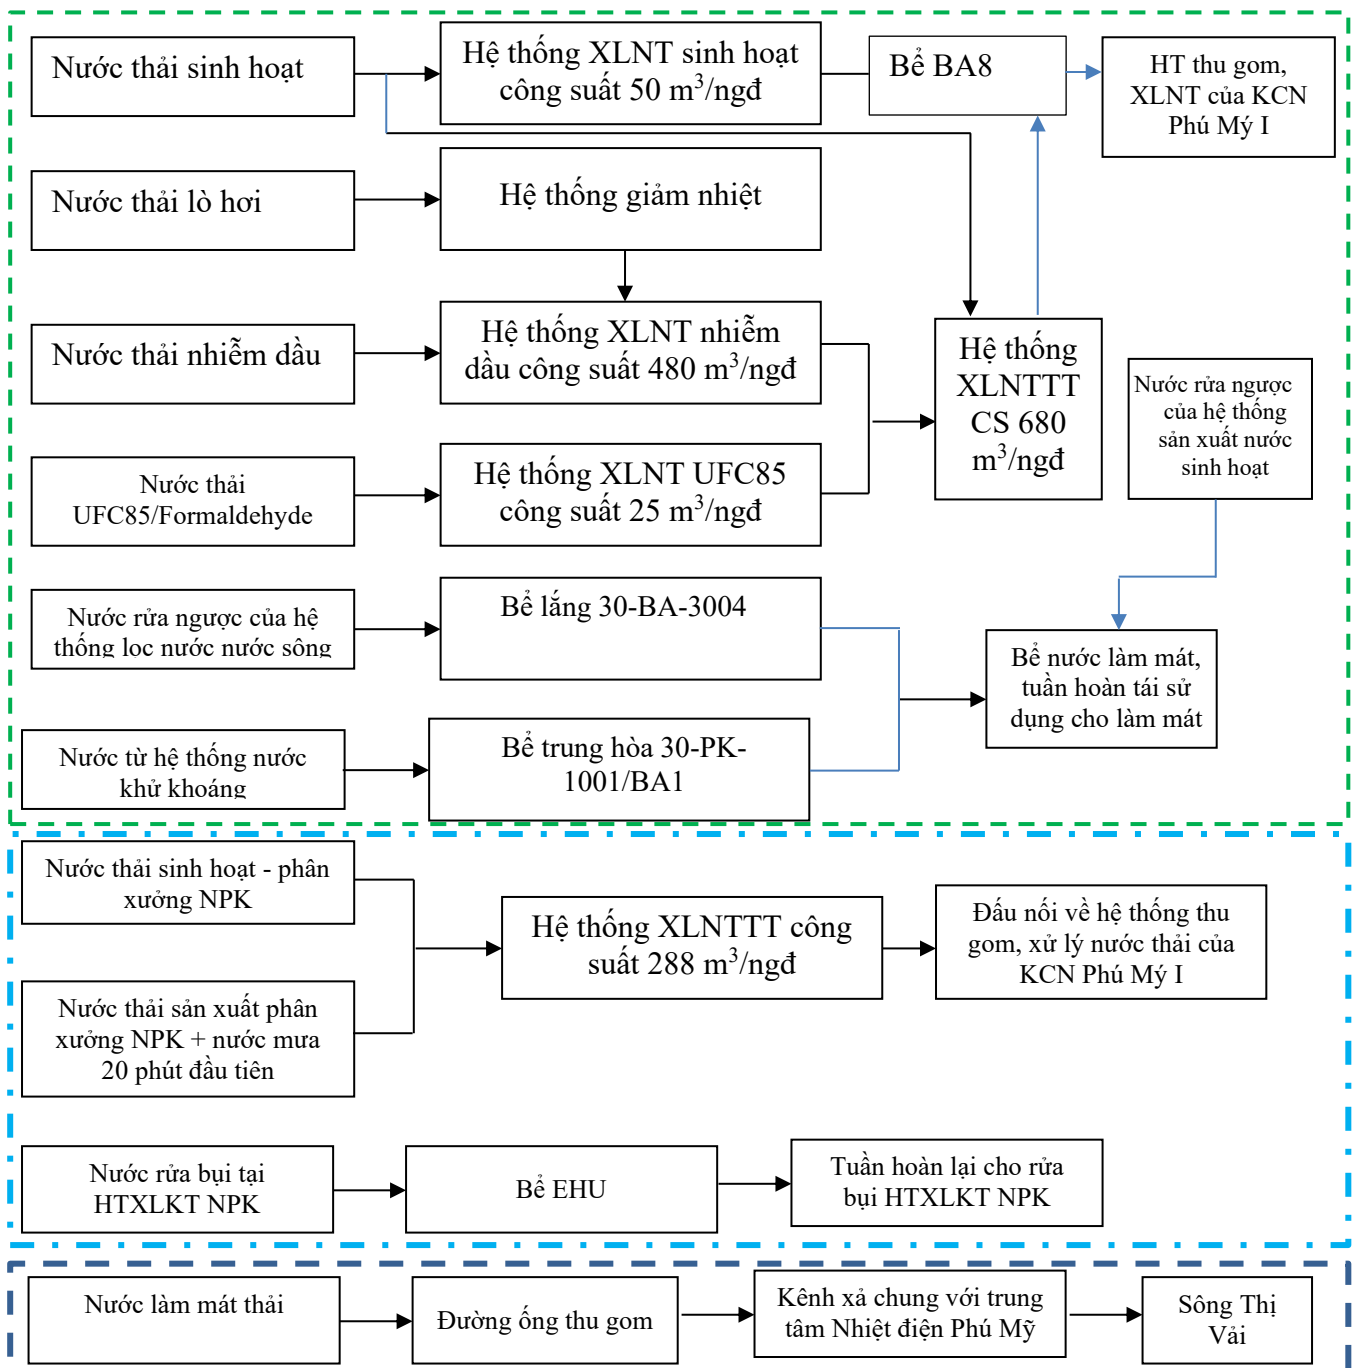 Nước thải sinh hoạt
Hệ thống XLNT sinh hoạt
công suất 50 m³/ngđ
Bể BA8
HT thu gom,
XLNT của KCN
Phú Mỹ I
Nước thải lò hơi
Hệ thống giảm nhiệt
Nước thải nhiễm dầu
Hệ thống XLNT nhiễm
dầu công suất 480 m³/ngđ
Hệ thống
XLNTTT
CS 680
m³/ngđ
Nước rửa ngược
của hệ thống
sản xuất nước
sinh hoạt
Nước thải
UFC85/Formaldehyde
Hệ thống XLNT UFC85
công suất 25 m³/ngđ
Nước rửa ngược của hệ
thống lọc nước nước sông
Bể lắng 30-BA-3004
Bể nước làm mát,
tuần hoàn tái sử
dụng cho làm mát
Nước từ hệ thống nước
khử khoáng
Bể trung hòa 30-PK-
1001/BA1
Nước thải sinh hoạt - phân
xưởng NPK
Hệ thống XLNTTT công
suất 288 m³/ngđ
Đấu nối về hệ thống thu
gom, xử lý nước thải của
KCN Phú Mỹ I
Nước thải sản xuất phân
xưởng NPK + nước mưa
20 phút đầu tiên
Nước rửa bụi tại
HTXLKT NPK
Bể EHU
Tuần hoàn lại cho rửa
bụi HTXLKT NPK
Nước làm mát thải
Đường ống thu gom
Kênh xả chung với trung
tâm Nhiệt điện Phú Mỹ
Sông Thị
Vải